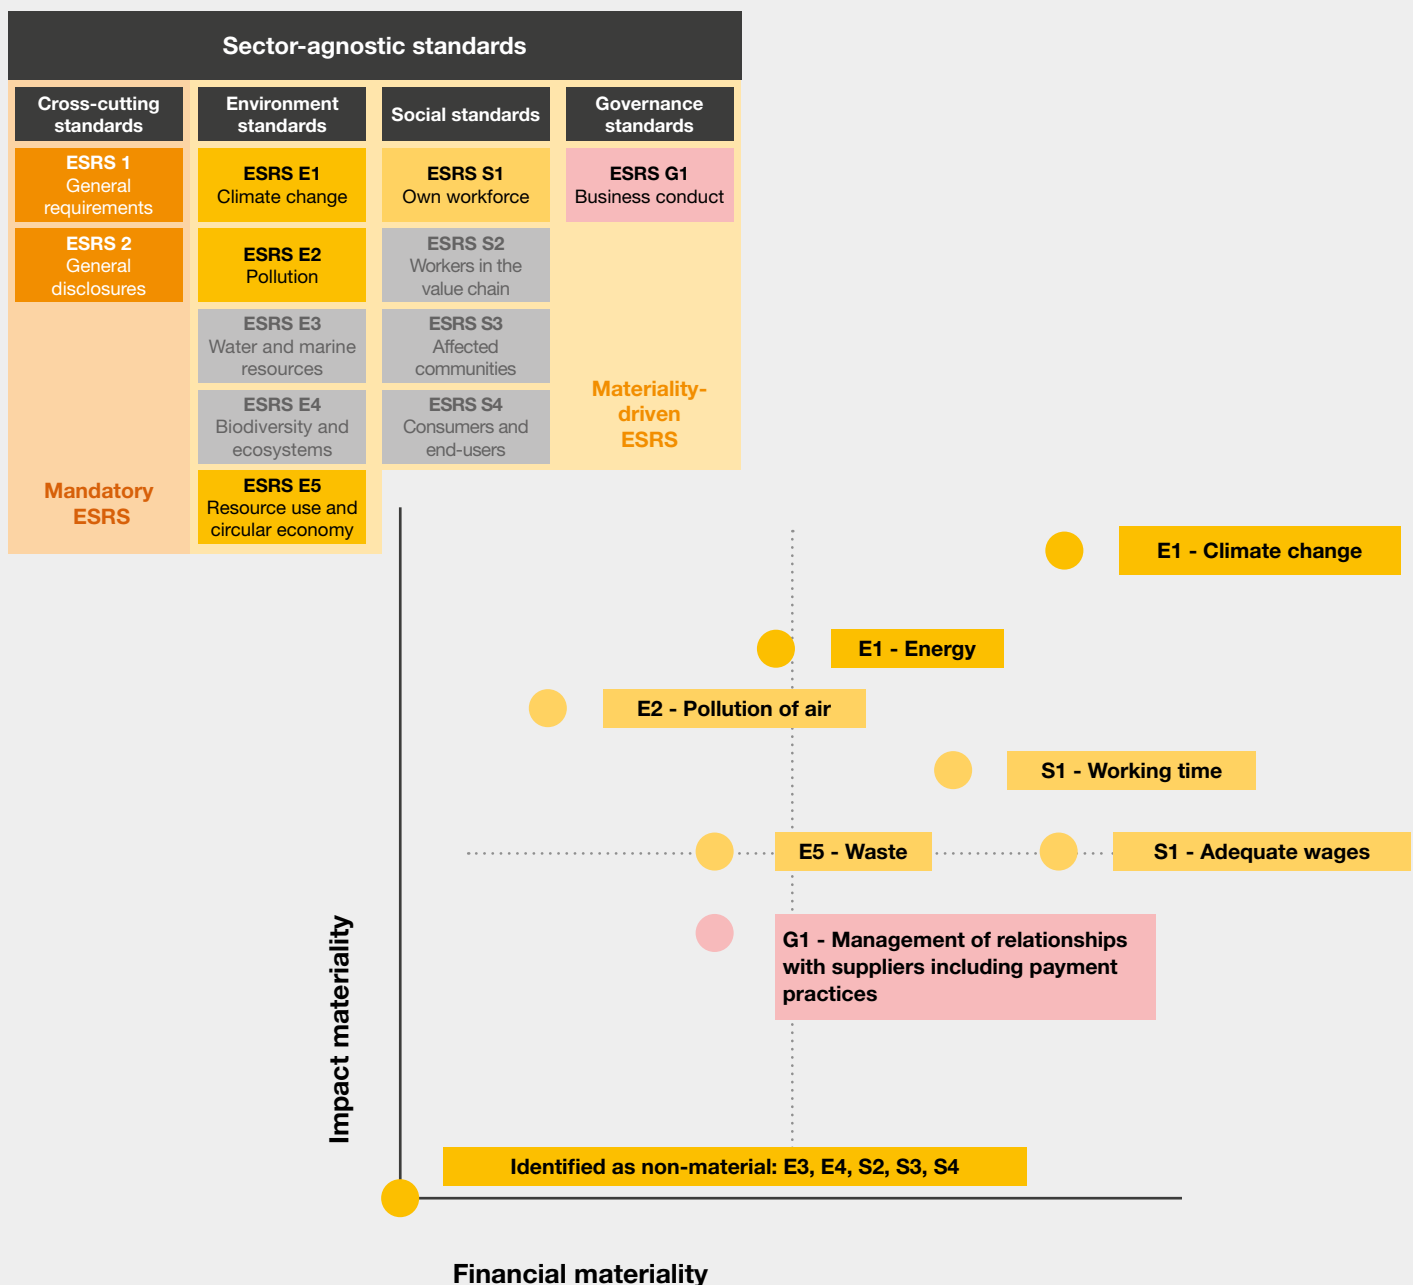 Sector-agnostic standards
Cross-cutting
standards
ESRS 1
General
requirements
ESRS 2
General
disclosures
Mandatory
ESRS
Environment
standards
ESRS E1
Climate change
ESRS E2
Pollution
ESRS E3
Water and marine
resources
ESRS E4
Biodiversity and
ecosystems
ESRS E5
Resource use and
circular economy
Social standards
ESRS S1
Own workforce
ESRS S2
Workers in the
value chain
ESRS S3
Affected
communities
ESRS S4
Consumers and
end-users
Governance
standards
ESRS G1
Business conduct
Materiality-
driven
ESRS
E1 - Climate change
E1 - Energy
E2 - Pollution of air
S1 - Working time
E5 - Waste
S1 - Adequate wages
G1 - Management of relationships
with suppliers including payment
practices
Impact materiality
Identified as non-material: E3, E4, S2, S3, S4
Financial materiality